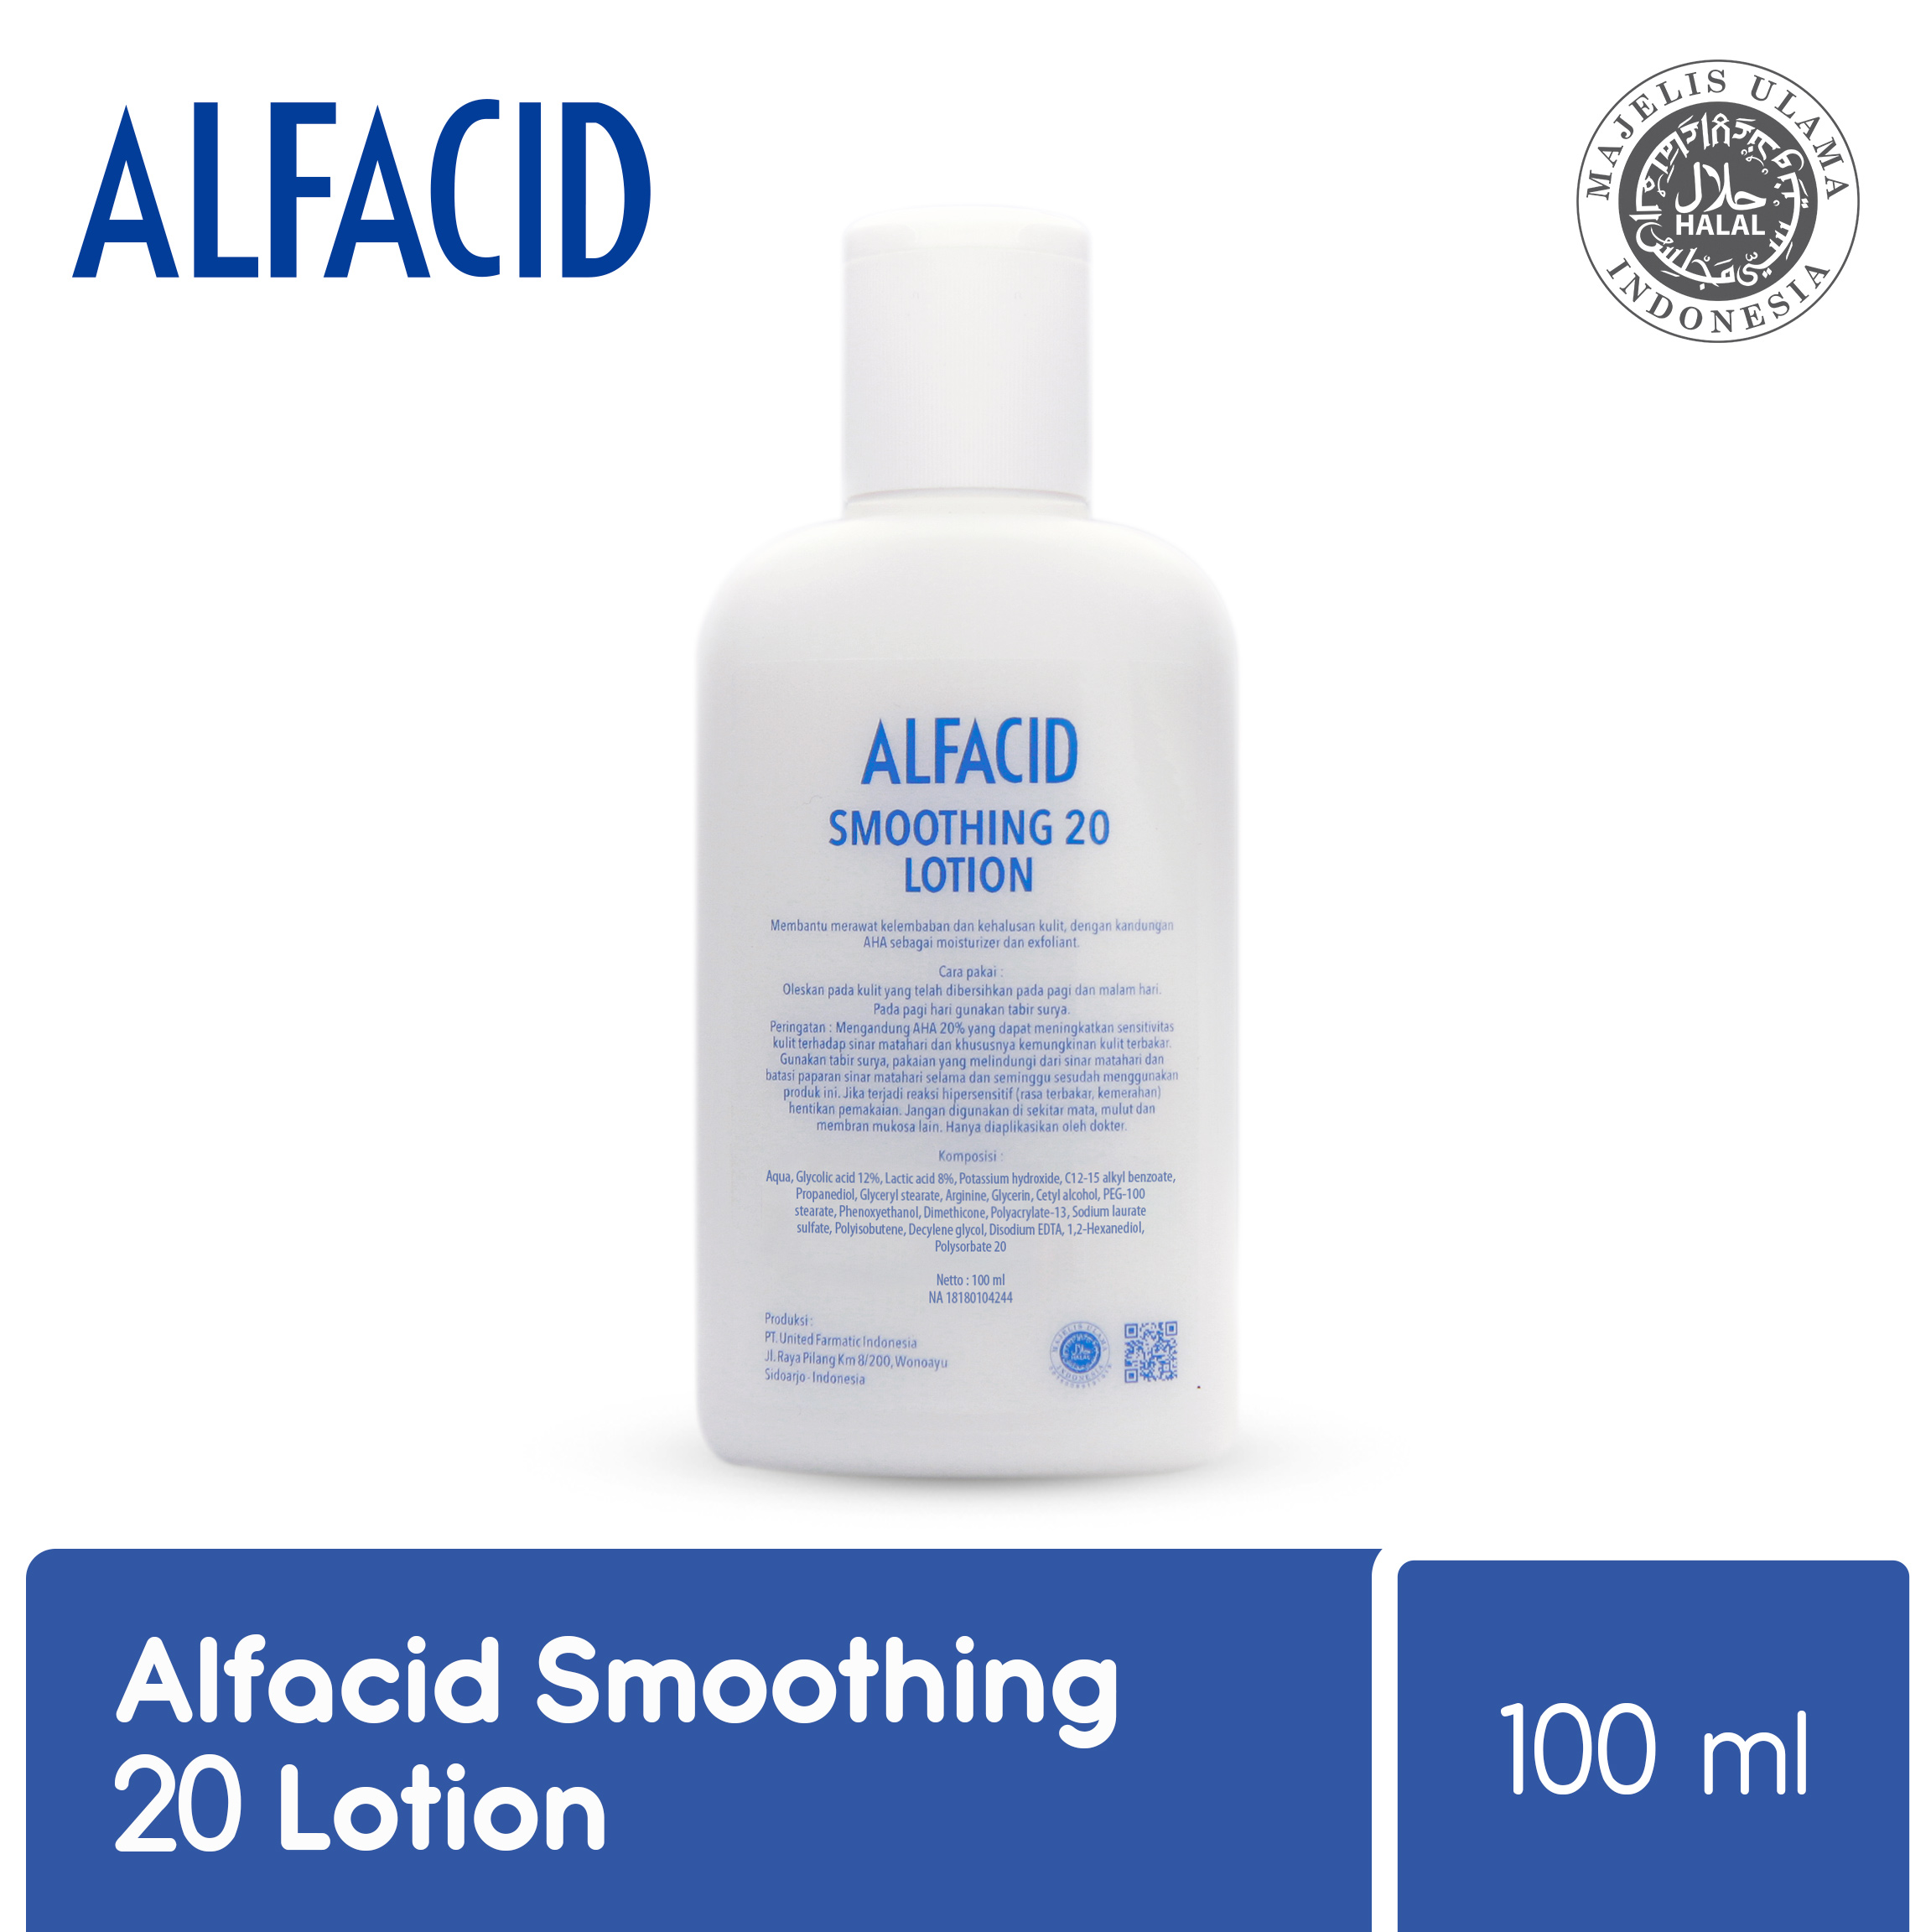 ALFACID
MAJELIS ULAMA
حلال
HALAL
INDONESIA
ALFACID
SMOOTHING 20
LOTION
Membantu merawat kelembaban dan kehalusan kulit, dengan kandungan
AHA sebagai moisturizer dan exfoliant.
Cara pakai :
Oleskan pada kulit yang telah dibersihkan pada pagi dan malam hari.
Pada pagi hari gunakan tabir surya.
Peringatan : Mengandung AHA 20% yang dapat meningkatkan sensitivitas
kulit terhadap sinar matahari dan khususnya kemungkinan kulit terbakar.
Gunakan tabir surya, pakaian yang melindungi dari sinar matahari dan
batasi paparan sinar matahari selama dan seminggu sesudah menggunakan
produk ini. Jika terjadi reaksi hipersensitif (rasa terbakar, kemerahan)
hentikan pemakaian. Jangan digunakan di sekitar mata, mulut dan
membran mukosa lain. Hanya diaplikasikan oleh dokter.
Komposisi :
Aqua, Glycolic acid 12%, Lactic acid 8%, Potassium hydroxide, C12-15 alkyl benzoate,
Propanediol, Glyceryl stearate, Arginine, Glycerin, Cetyl alcohol, PEG-100
stearate, Phenoxyethanol, Dimethicone, Polyacrylate-13, Sodium laurate
sulfate, Polyisobutene, Decylene glycol, Disodium EDTA, 1,2-Hexanediol,
Polysorbate 20
Netto : 100 ml
NA 18180104244
Produksi :
PT. United Farmatic Indonesia
Jl. Raya Pilang Km 8/200, Wonoayu
Sidoarjo - Indonesia
MAJELIS ULAMA
حلال
HALAL
INDONESIA
Alfacid Smoothing
20 Lotion
100 ml